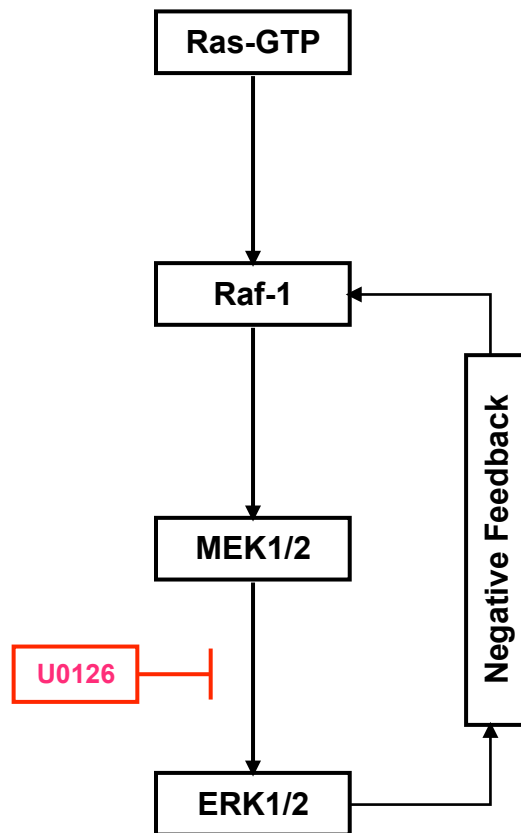 Ras-GTP
Raf-1
Negative Feedback
MEK1/2
U0126
ERK1/2